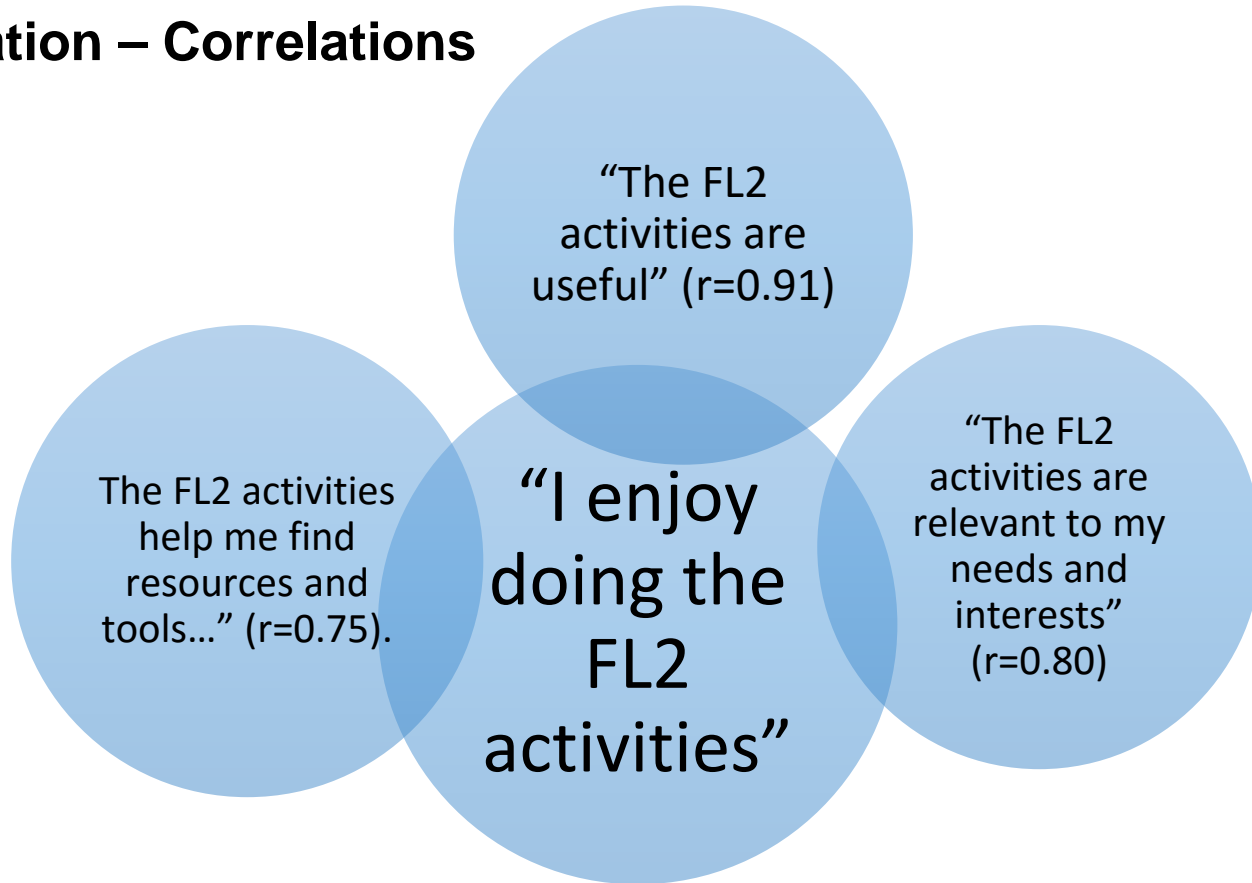 ation – Correlations
“The FL2
activities are
useful” (r=0.91)
The FL2 activities
help me find
resources and
tools…” (r=0.75).
“I enjoy
doing the
FL2
activities”
“The FL2
activities are
relevant to my
needs and
interests”
(r=0.80)